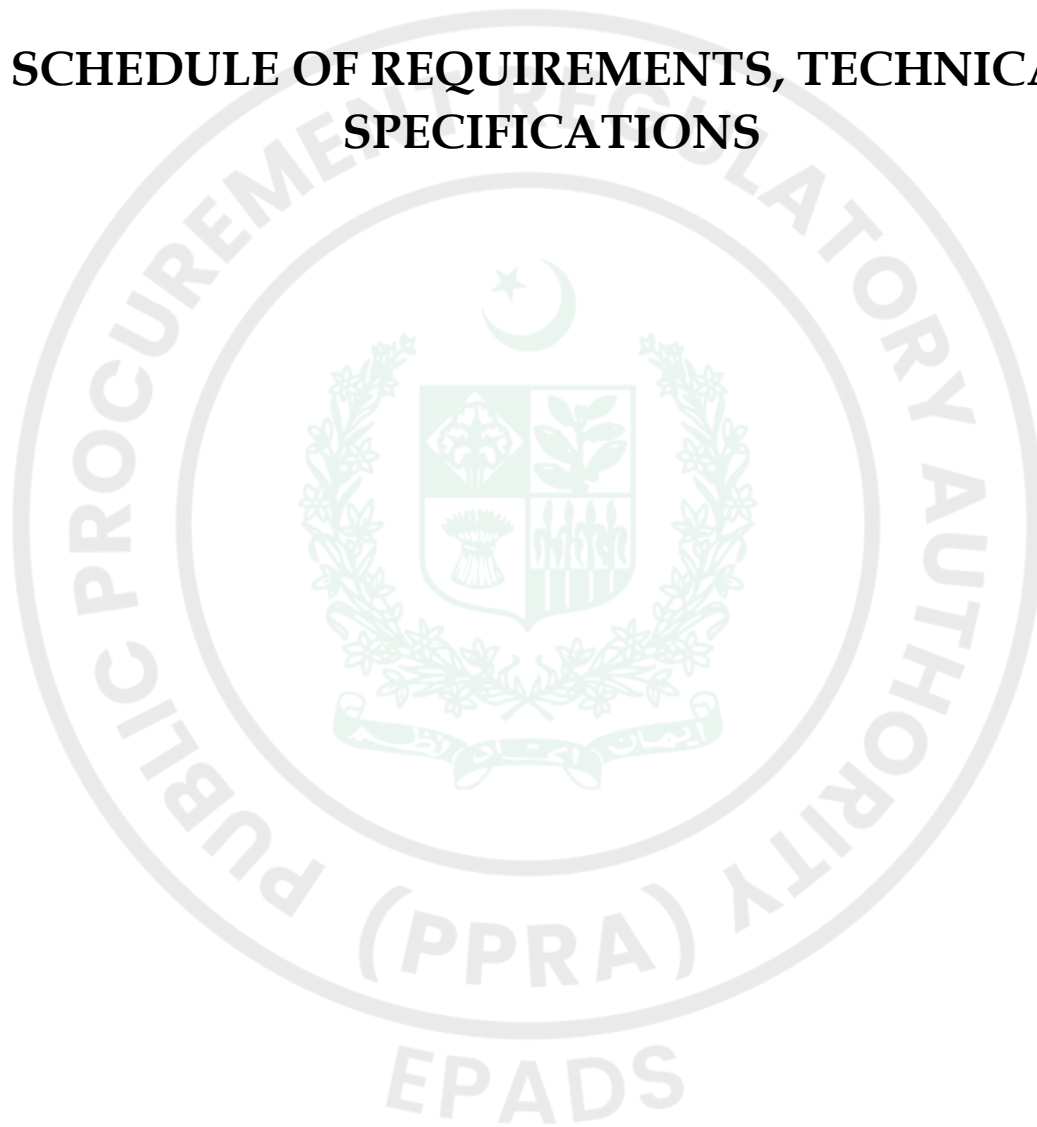 SCHEDULE OF REQUIREMENTS, TECHNICA
SPECIFICATIONS
PUBLIC PROCUREMENT REGULATORY AUTHORITY
(PPRA)
EPADS